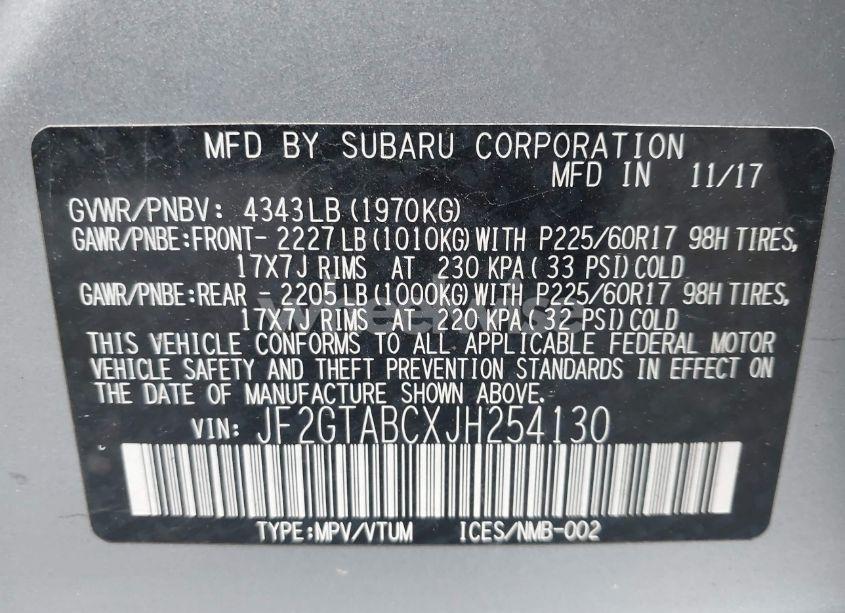 MFD BY SUBARU CORPORATION
MFD IN 11/17
GVWR/PNBV: 4343LB (1970KG)
GAWR/PNBE:FRONT- 2227LB (1010KG) WITH P225/60R17 98H TIRES,
17X7J RIMS AT 230 KPA (33 PSI) COLD
GAWR/PNBE:REAR - 2205LB (1000KG) WITH P225/60R17 98H TIRES,
17X7J RIMS AT 220 KPA (32 PSI) COLD
THIS VEHICLE CONFORMS TO ALL APPLICABLE FEDERAL MOTOR
VEHICLE SAFETY AND THEFT PREVENTION STANDARDS IN EFFECT ON
THE DATE OF MANUFACTURE SHOWN ABOVE.
VIN: JF2GTABCXJH254130
TYPE:MPV/VTUM ICES/NMB-002